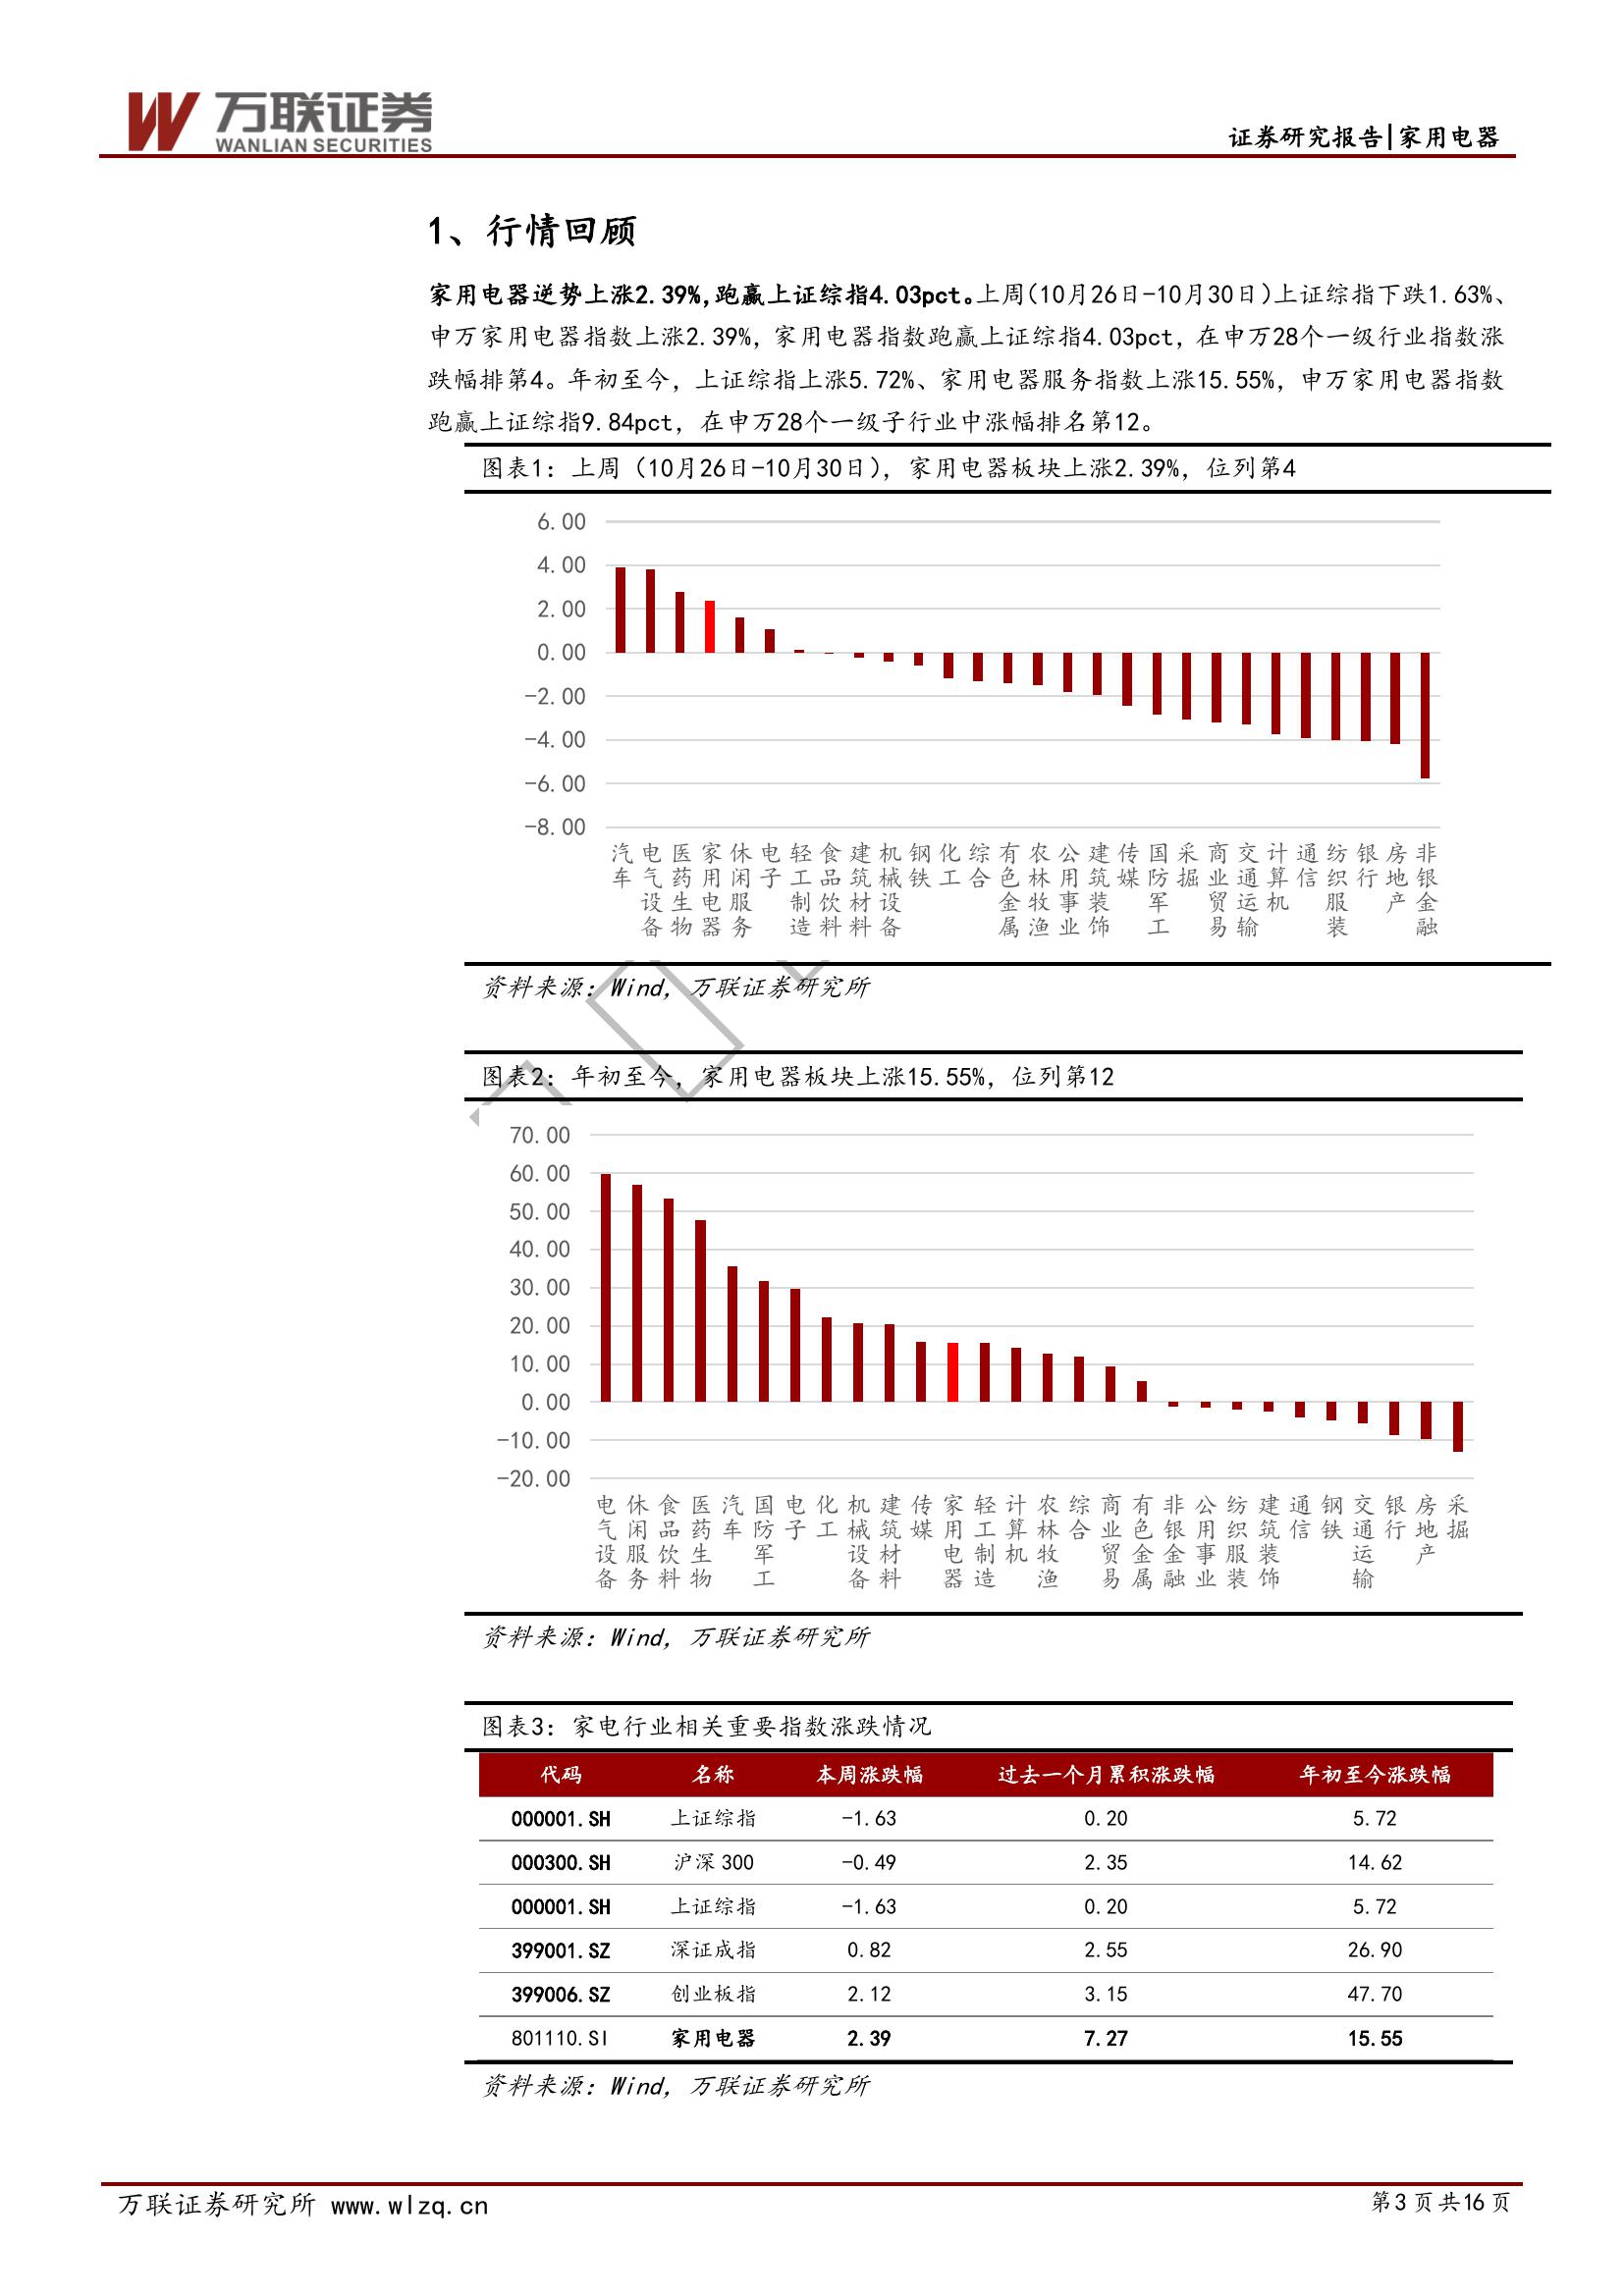 万联证券
WANLIAN SECURITIES
证券研究报告|家用电器
1、行情回顾
家用电器逆势上涨2.39%,跑赢上证综指4.03pct。上周(10月26日-10月30日)上证综指下跌1.63%、
申万家用电器指数上涨2.39%，家用电器指数跑赢上证综指4.03pct，在申万28个一级行业指数涨
跌幅排第4。年初至今，上证综指上涨5.72%、家用电器服务指数上涨15.55%，申万家用电器指数
跑赢上证综指9.84pct，在申万28个一级子行业中涨幅排名第12。
图表1：上周（10月26日-10月30日），家用电器板块上涨2.39%，位列第4
6.00
4.00
2.00
0.00
-2.00
-4.00
-6.00
-8.00
汽车
电气设备
医药生物
家用电器
休闲服务
电子
轻工制造
食品饮料
建筑材料
机械设备
钢铁
化工
综合
有色金属
农林牧渔
公用事业
建筑装饰
传媒
国防军工
采掘
商业贸易
交通运输
计算机
通信
纺织服装
银行
房地产
非银金融
资料来源：Wind，万联证券研究所
图表2：年初至今，家用电器板块上涨15.55%，位列第12
70.00
60.00
50.00
40.00
30.00
20.00
10.00
0.00
-10.00
-20.00
电气设备
休闲服务
食品饮料
医药生物
汽车
国防军工
电子
化工
机械设备
建筑材料
传媒
家用电器
轻工制造
计算机
农林牧渔
综合
商业贸易
有色金属
非银金融
公用事业
纺织服装
建筑装饰
通信
钢铁
交通运输
银行
房地产
采掘
资料来源：Wind，万联证券研究所
图表3：家电行业相关重要指数涨跌情况
代码 名称 本周涨跌幅 过去一个月累积涨跌幅 年初至今涨跌幅
000001.SH 上证综指 -1.63 0.20 5.72
000300.SH 沪深300 -0.49 2.35 14.62
000001.SH 上证综指 -1.63 0.20 5.72
399001.SZ 深证成指 0.82 2.55 26.90
399006.SZ 创业板指 2.12 3.15 47.70
801110.SI 家用电器 2.39 7.27 15.55
资料来源：Wind，万联证券研究所
万联证券研究所 www.wlzq.cn
第3页共16页